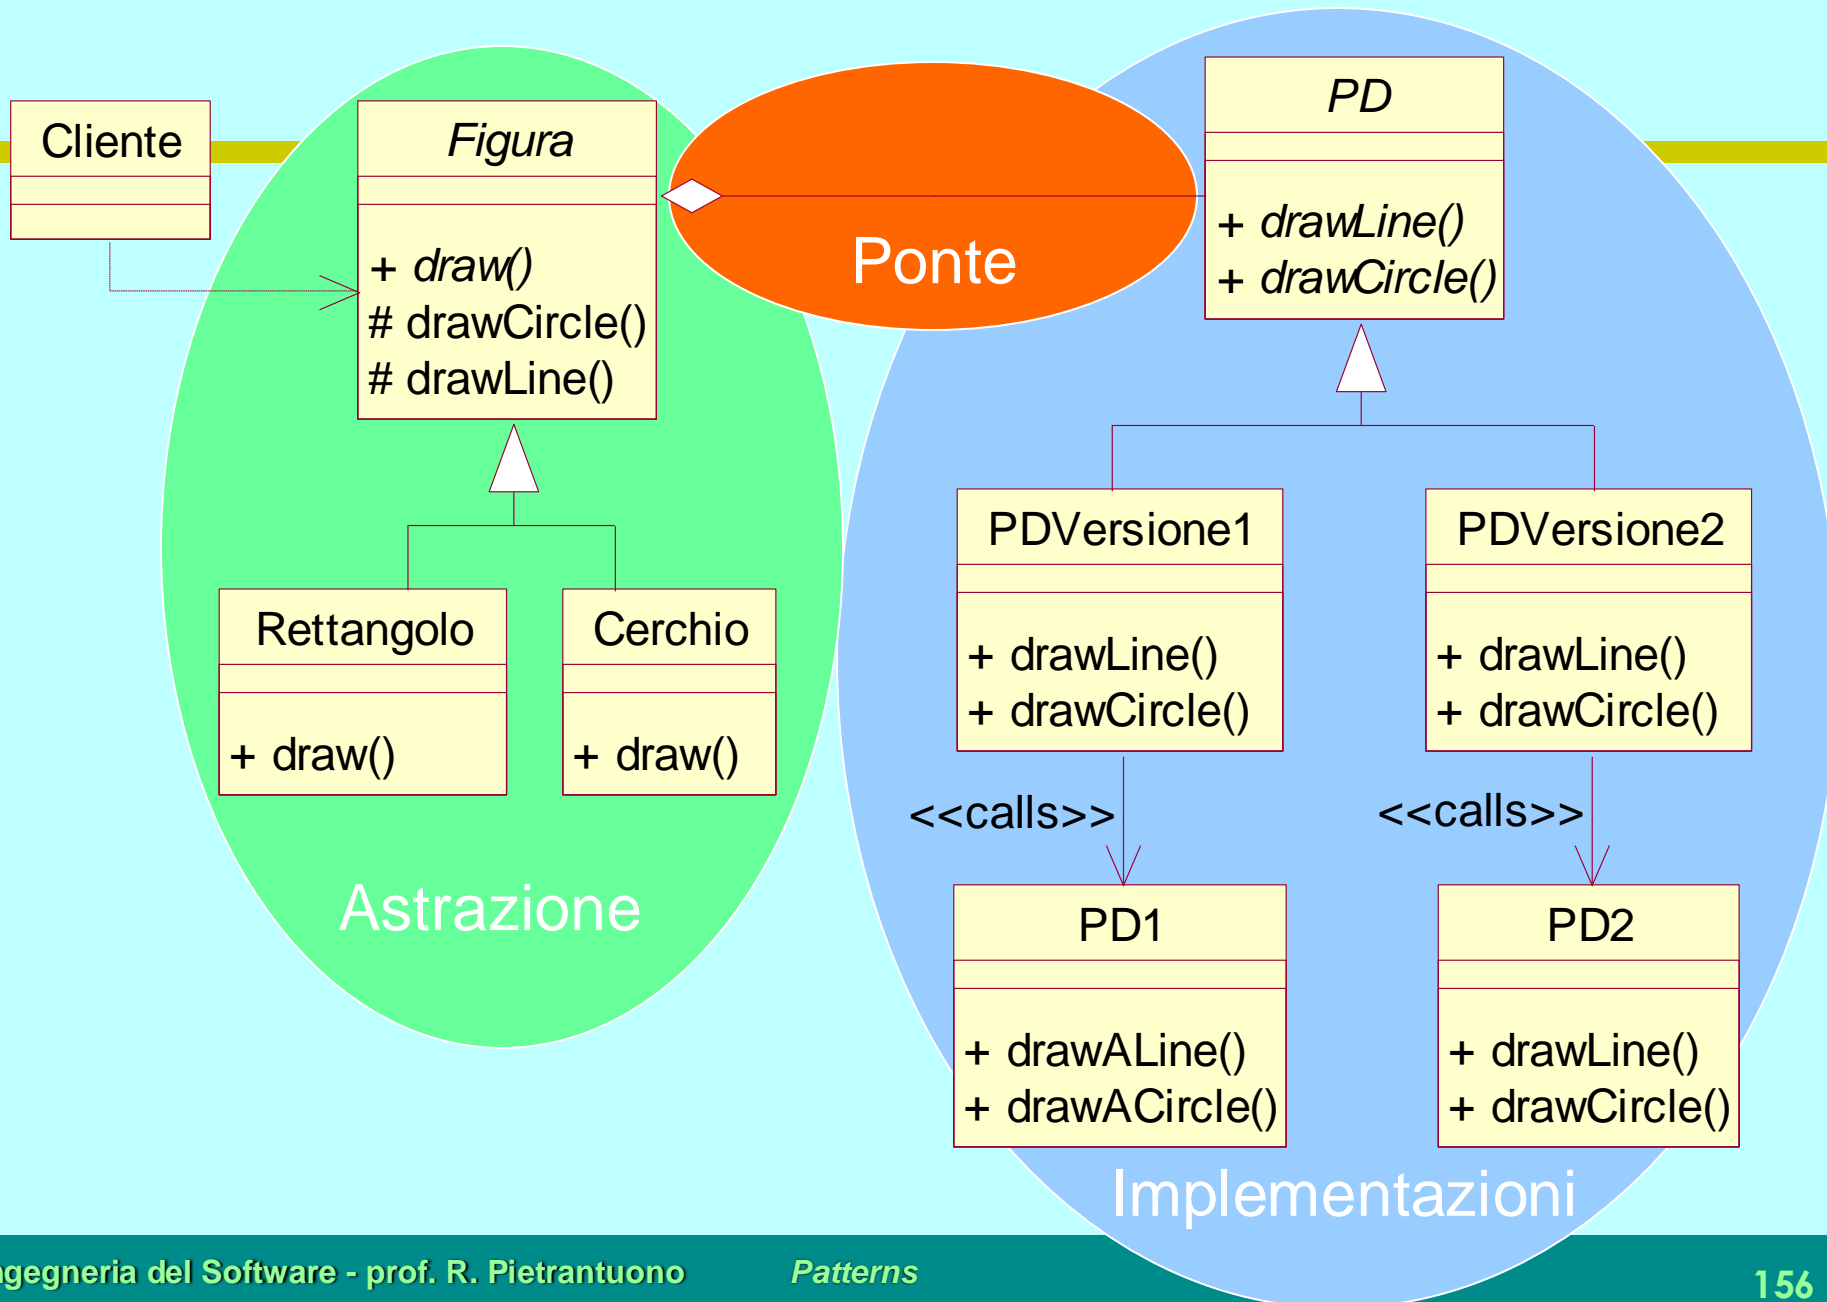 Cliente
Figura
+ draw()
# drawCircle()
# drawLine()
Ponte
PD
+ drawLine()
+ drawCircle()
Rettangolo
+ draw()
Cerchio
+ draw()
Astrazione
PDVersione1
+ drawLine()
+ drawCircle()
PDVersione2
+ drawLine()
+ drawCircle()
<<calls>>
<<calls>>
PD1
+ drawALine()
+ drawACircle()
PD2
+ drawLine()
+ drawCircle()
Implementazioni
ngegneria del Software - prof. R. Pietrantuono Patterns 156